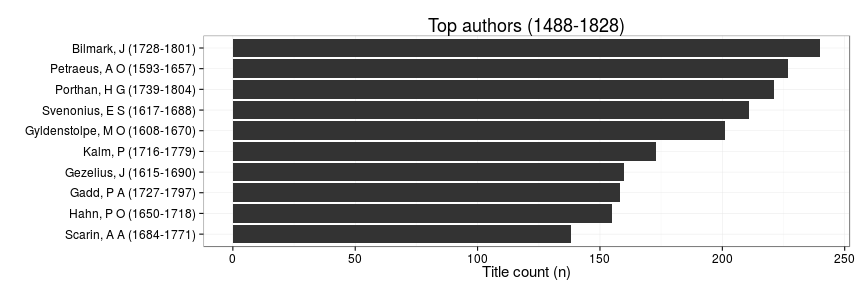 Top authors (1488-1828)
Bilmark, J (1728-1801)
Petraeus, A O (1593-1657)
Porthan, H G (1739-1804)
Svenonius, E S (1617-1688)
Gyldenstolpe, M O (1608-1670)
Kalm, P (1716-1779)
Gezelius, J (1615-1690)
Gadd, P A (1727-1797)
Hahn, P O (1650-1718)
Scarin, A A (1684-1771)
0 50 100 150 200 250
Title count (n)